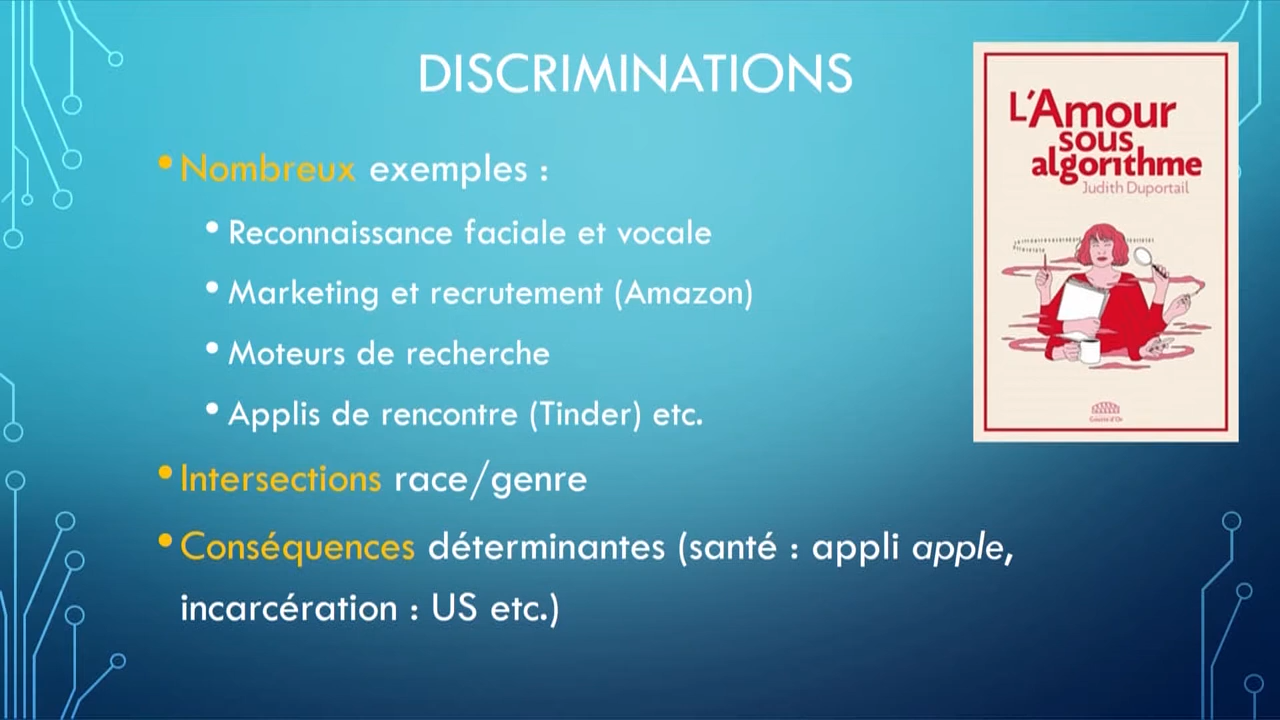 DISCRIMINATIONS
• Nombreux exemples :
• Reconnaissance faciale et vocale
• Marketing et recrutement (Amazon)
• Moteurs de recherche
• Applis de rencontre (Tinder) etc.
• Intersections race/genre
• Conséquences déterminantes (santé : appli apple,
incarcération : US etc.)
L'Amour
sous
algorithme
Judith Duportail